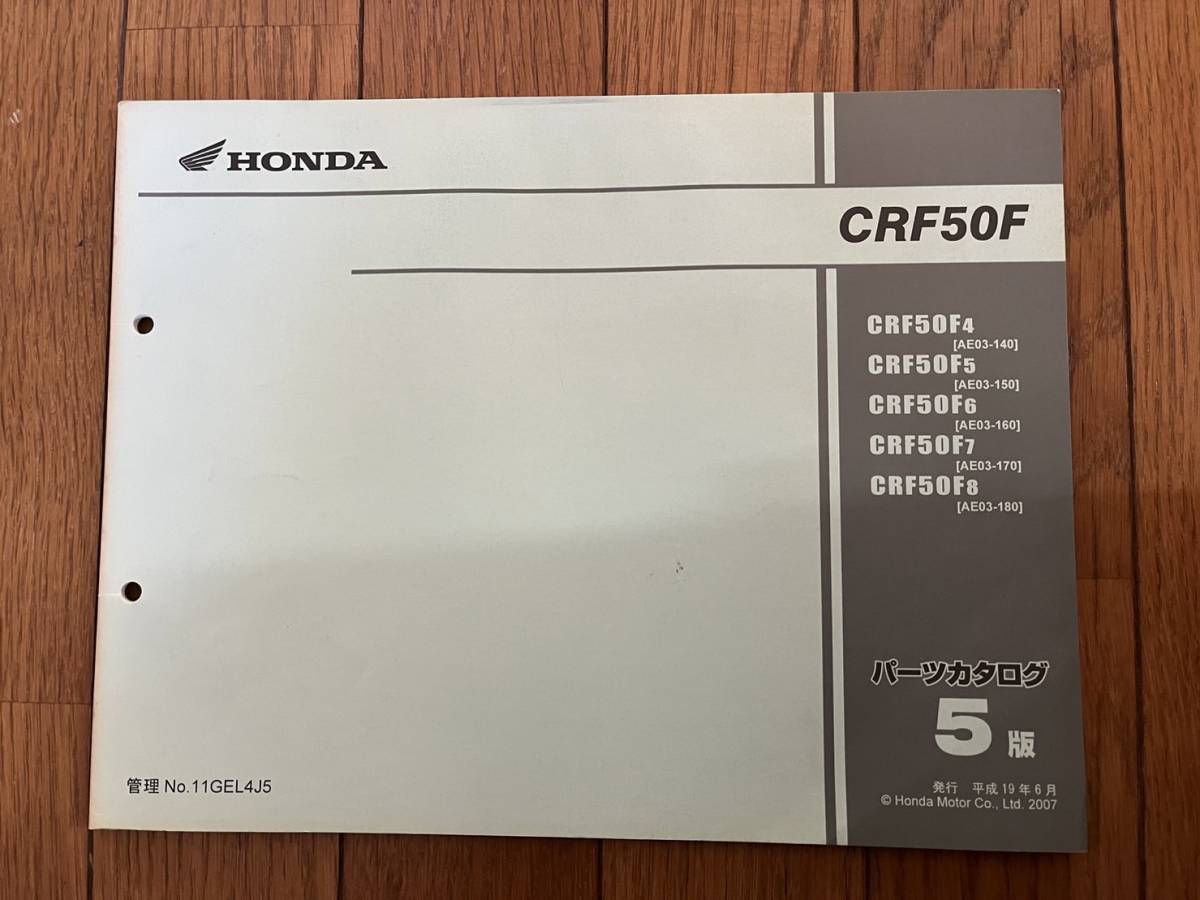 HONDA
CRF50F
CRF50F4
[AE03-140]
CRF50F5
[AE03-150]
CRF50F6
[AE03-160]
CRF50F7
[AE03-170]
CRF50F8
[AE03-180]
パーツカタログ
5版
管理 No.11GEL4J5
発行 平成19年6月
© Honda Motor Co., Ltd. 2007